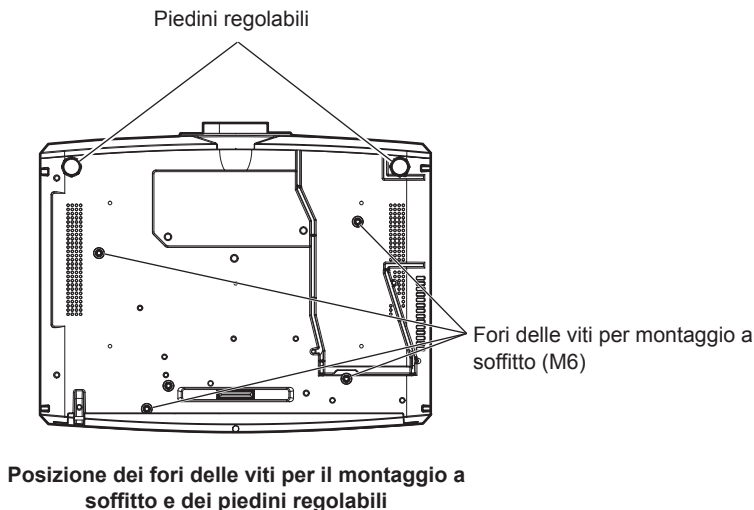 Piedini regolabili
Fori delle viti per montaggio a
soffitto (M6)
Posizione dei fori delle viti per il montaggio a
soffitto e dei piedini regolabili